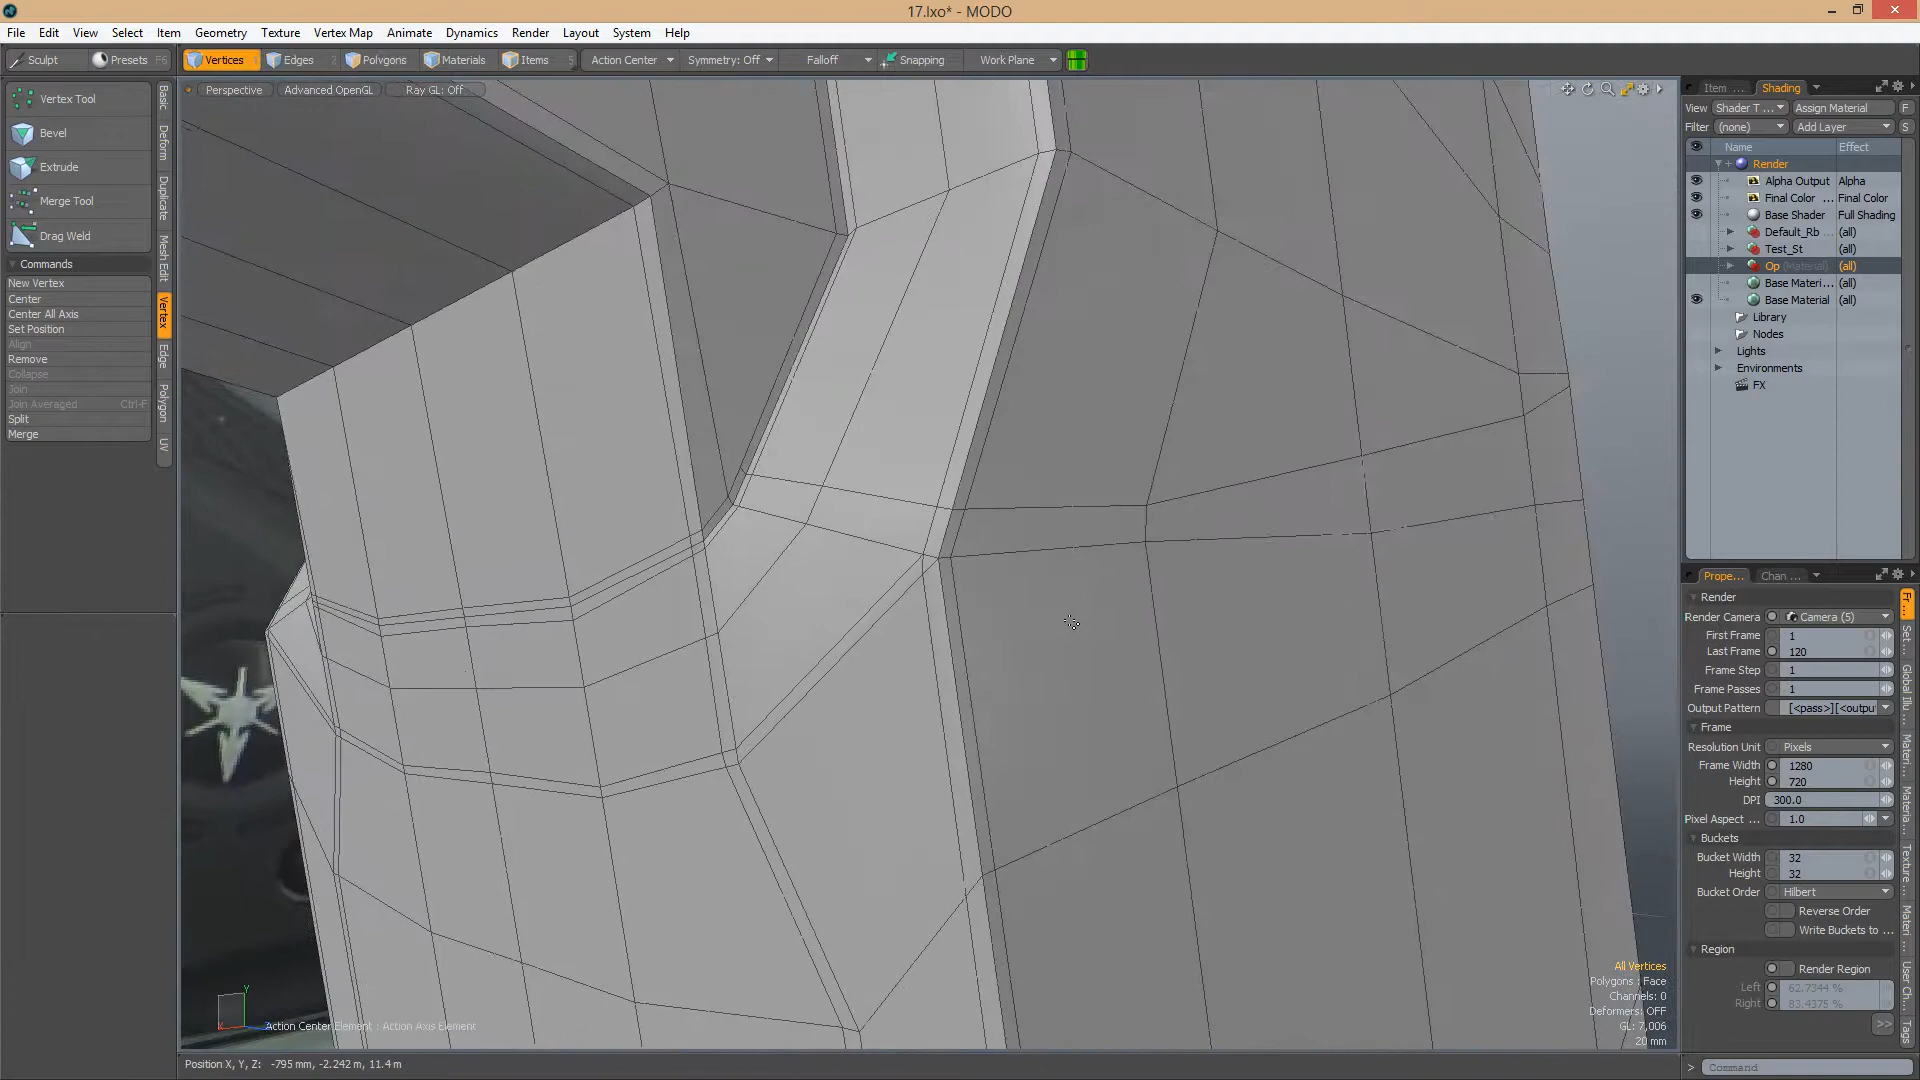 17.lxo* - MODO
File Edit View Select Item Geometry Texture Vertex Map Animate Dynamics Render Layout System Help
Sculpt Presets F6 Vertices 1 Edges 2 Polygons Materials Items 5 Action Center Symmetry: Off Falloff Snapping Work Plane
Perspective Advanced OpenGL Ray GL: Off
Vertex Tool
Bevel
Extrude
Merge Tool
Drag Weld
Commands
New Vertex
Center
Center All Axis
Set Position
Align
Remove
Collapse
Join
Join Averaged Ctrl-F
Split
Merge
Basic
Deform
Duplicate
Mesh Edit
Vertex
Edge
Polygon
UV
Item ... Shading
View Shader T ... Assign Material F
Filter (none) Add Layer S
Name Effect
Render
Alpha Output Alpha
Final Color ... Final Color
Base Shader Full Shading
Default_Rb ... (all)
Test_St (all)
Op (Material) (all)
Base Materi... (all)
Base Material (all)
Library
Nodes
Lights
Environments
FX
Prope... Chan ...
Render
Render Camera Camera (5)
First Frame 1
Last Frame 120
Frame Step 1
Frame Passes 1
Output Pattern [<pass>][<outpu
Frame
Resolution Unit Pixels
Frame Width 1280
Height 720
DPI 300.0
Pixel Aspect ... 1.0
Buckets
Bucket Width 32
Height 32
Bucket Order Hilbert
Reverse Order
Write Buckets to ...
Region
Render Region
Left 62.7344 %
Right 83.4375 %
>>
Fr...
Set...
Global Illu...
Materi...
Materia...
Texture...
Materi...
User Ch...
Tags
All Vertices
Polygons : Face
Channels: 0
Deformers: OFF
GL: 7,006
20 mm
Y
X
Action Center Element : Action Axis Element
Position X, Y, Z: -795 mm, -2.242 m, 11.4 m
> Command